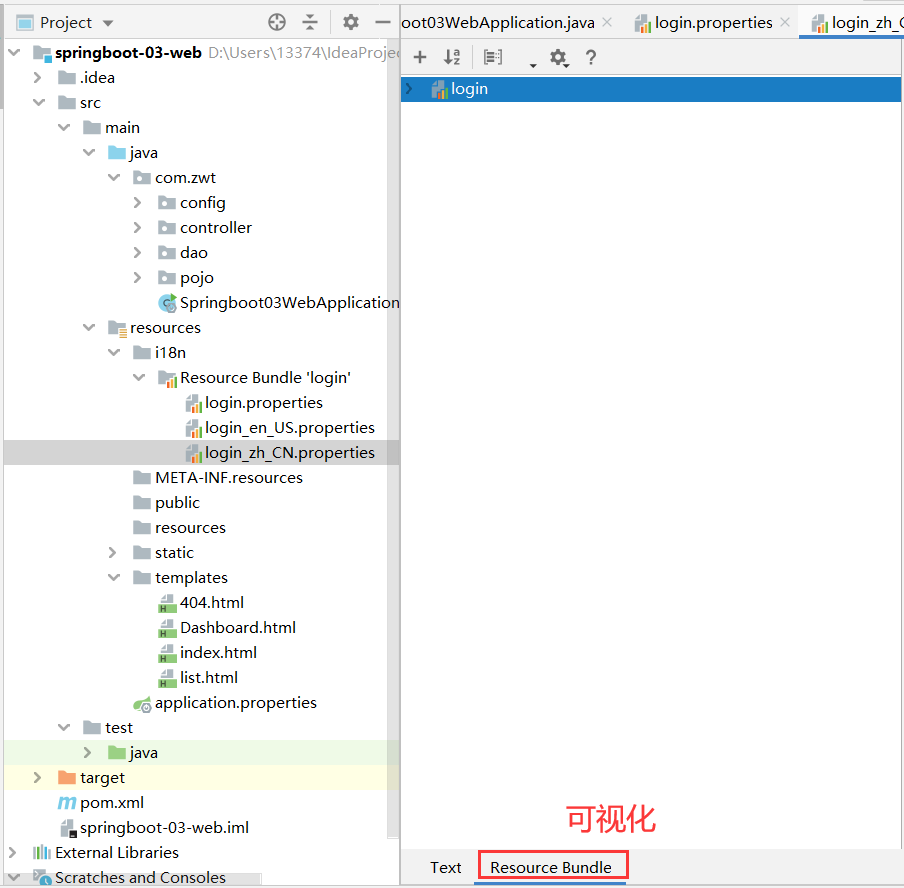 Project
springboot-03-web D:\Users\13374\IdeaProje
.idea
src
main
java
com.zwt
config
controller
dao
pojo
Springboot03WebApplication
resources
i18n
Resource Bundle 'login'
login.properties
login_en_US.properties
login_zh_CN.properties
META-INF.resources
public
resources
static
templates
404.html
Dashboard.html
index.html
list.html
application.properties
test
java
target
pom.xml
springboot-03-web.iml
External Libraries
Scratches and Consoles
oot03WebApplication.java
login.properties
login_zh_C
login
可视化
Text
Resource Bundle